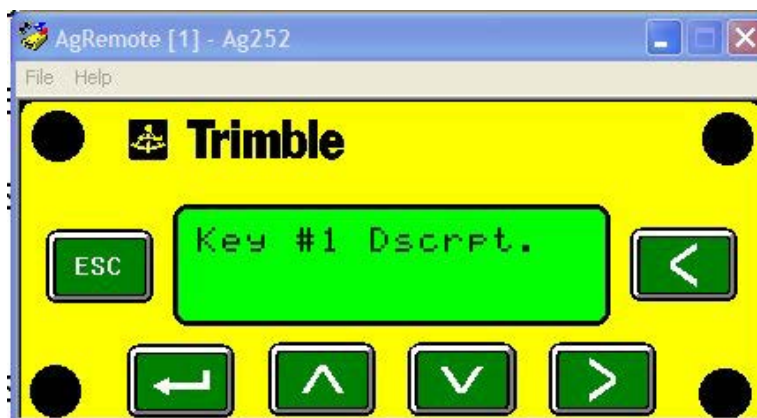 AgRemote [1] - Ag252
File Help
Trimble
Key #1 Dscrpt.
ESC